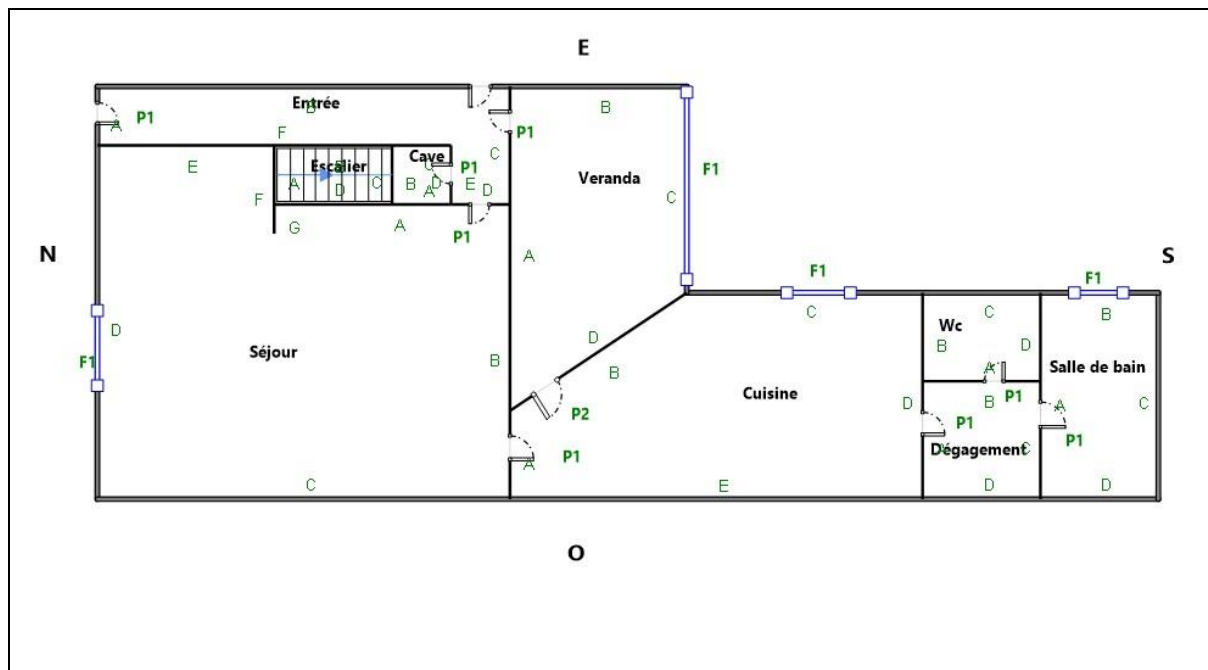 E
Entrée
B
B
P1
A
P1
F
C
Cave
E
Escalier
P1
Veranda
F1
A
D
C
B
A
D
E
D
F
C
G
A
P1
A
N
S
F1
F1
C
Wc
C
B
D
F1
D
Séjour
B
D
B
B
D
A
Salle de bain
Cuisine
P1
D
B
A
C
P2
P1
P1
Dégagement
C
P1
A
C
E
D
D
O